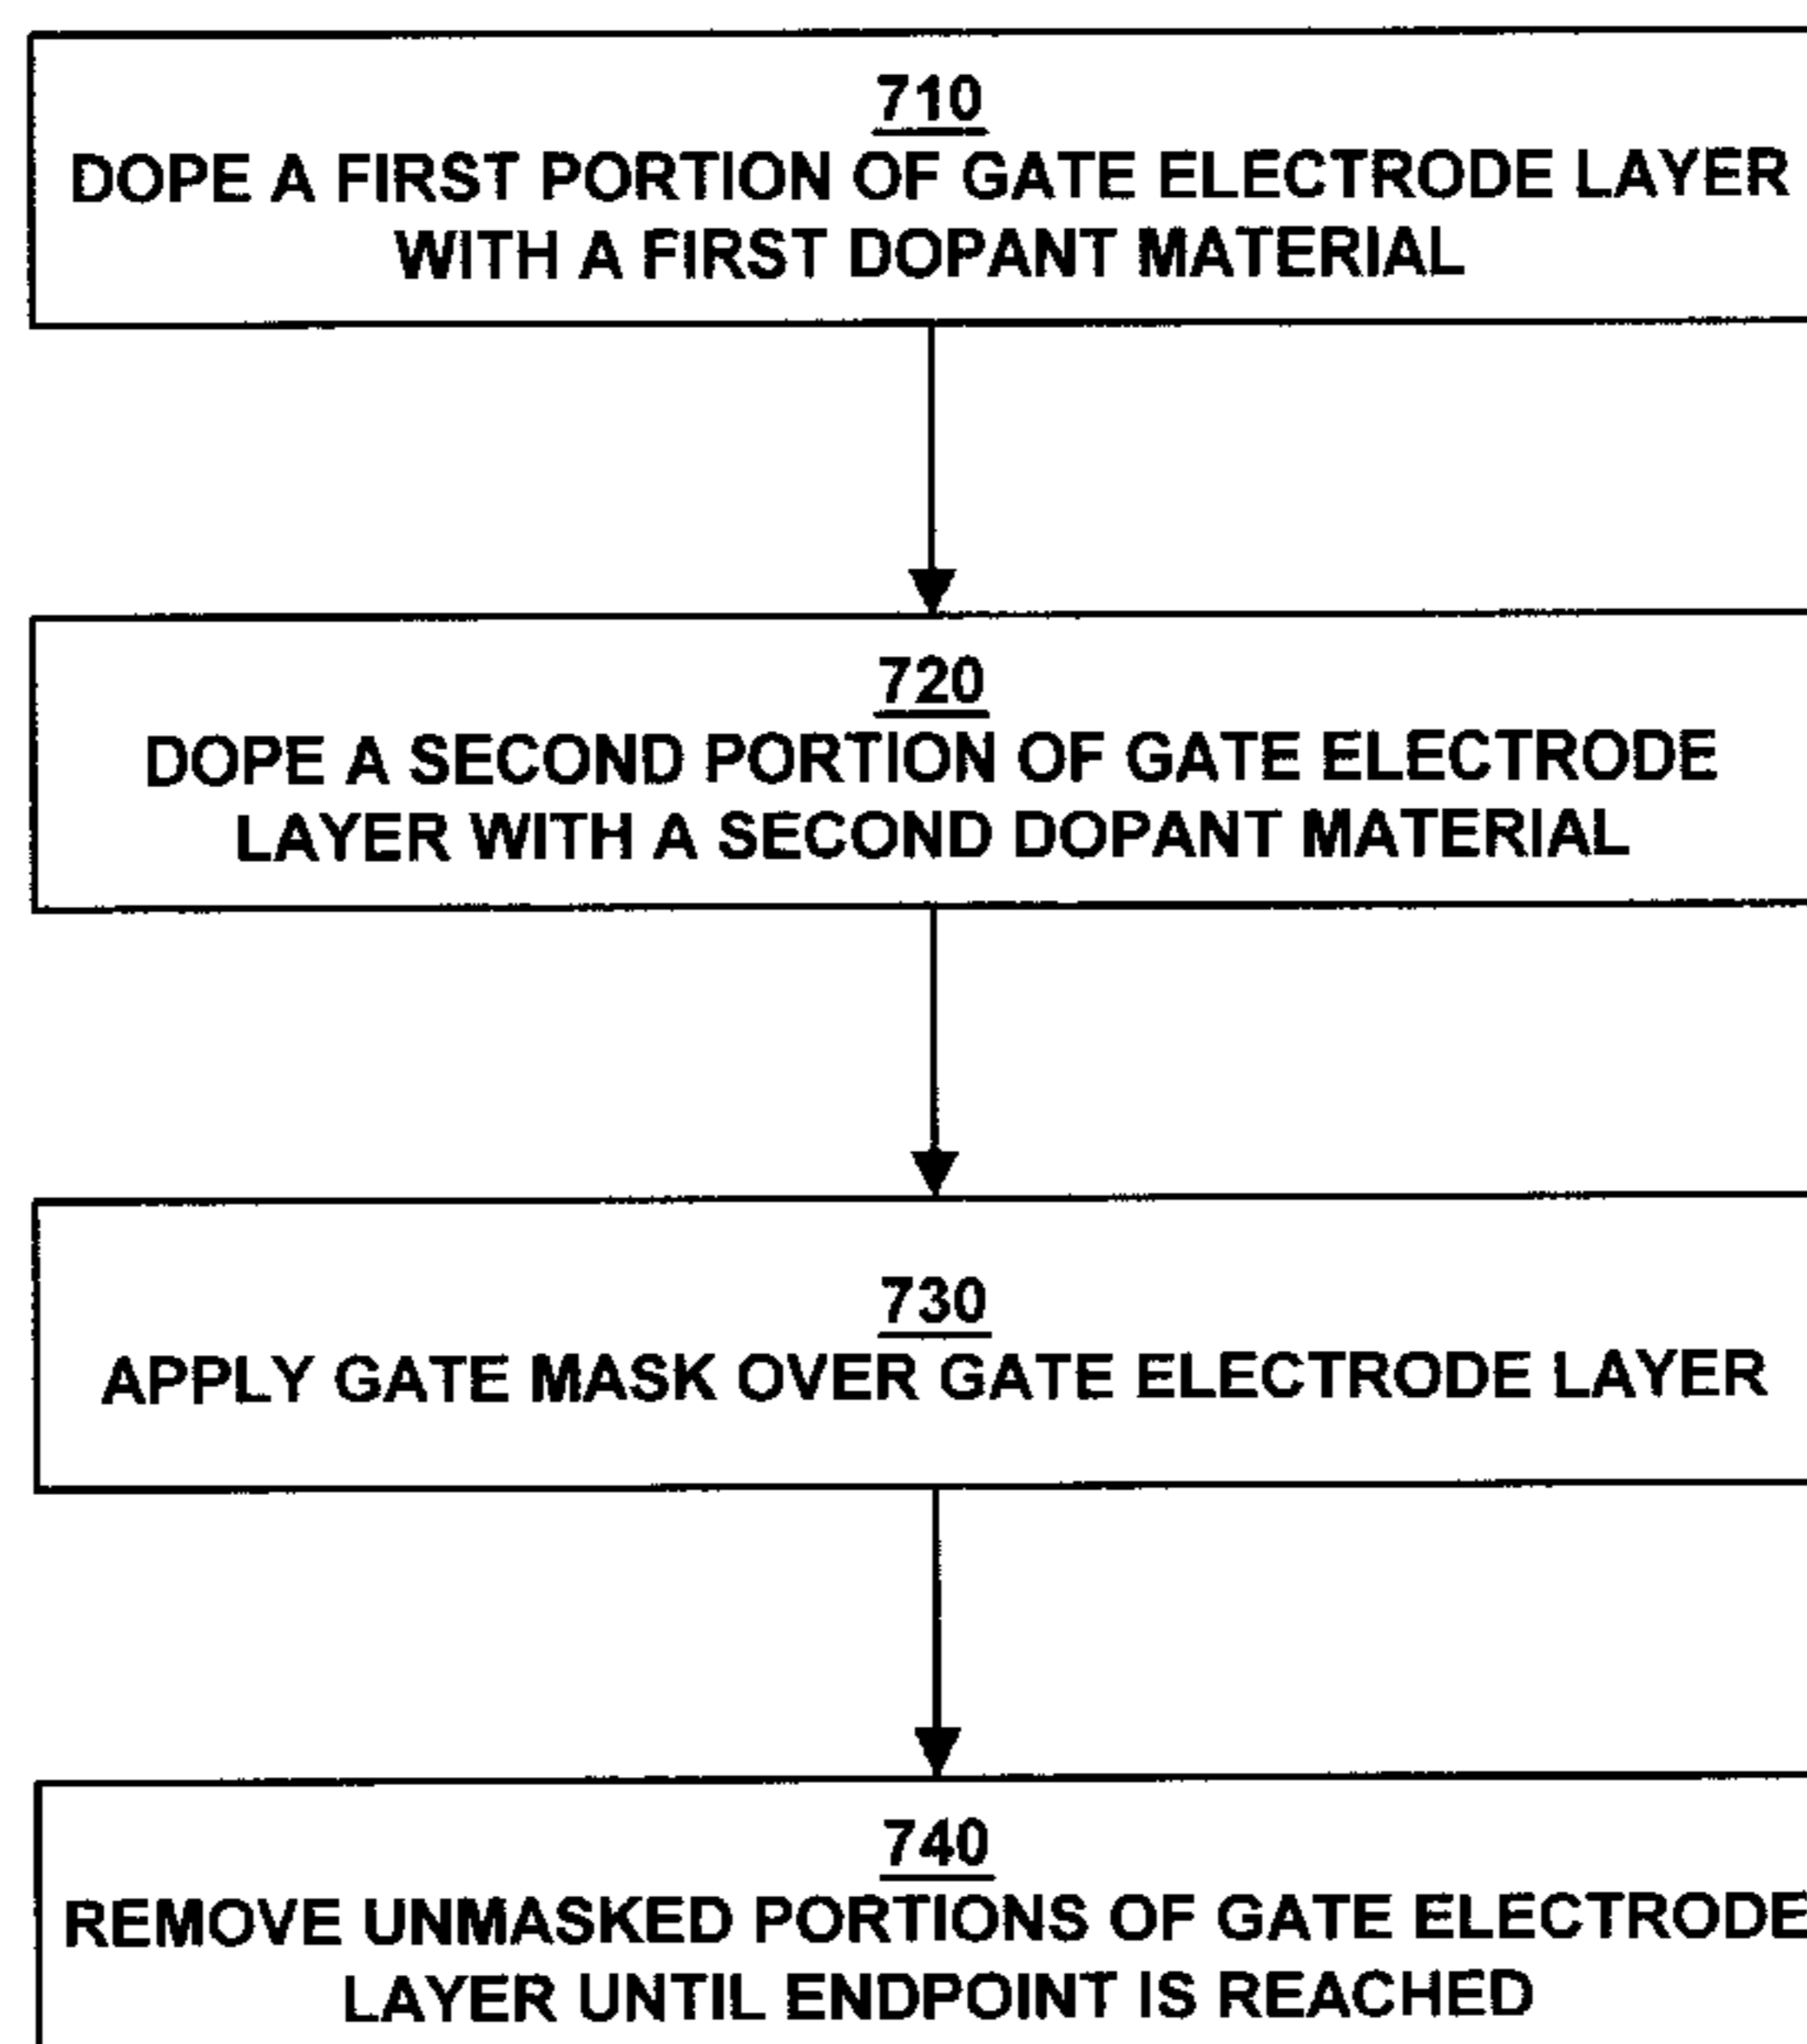 710
DOPE A FIRST PORTION OF GATE ELECTRODE LAYER
WITH A FIRST DOPANT MATERIAL
720
DOPE A SECOND PORTION OF GATE ELECTRODE
LAYER WITH A SECOND DOPANT MATERIAL
730
APPLY GATE MASK OVER GATE ELECTRODE LAYER
740
REMOVE UNMASKED PORTIONS OF GATE ELECTRODE
LAYER UNTIL ENDPOINT IS REACHED